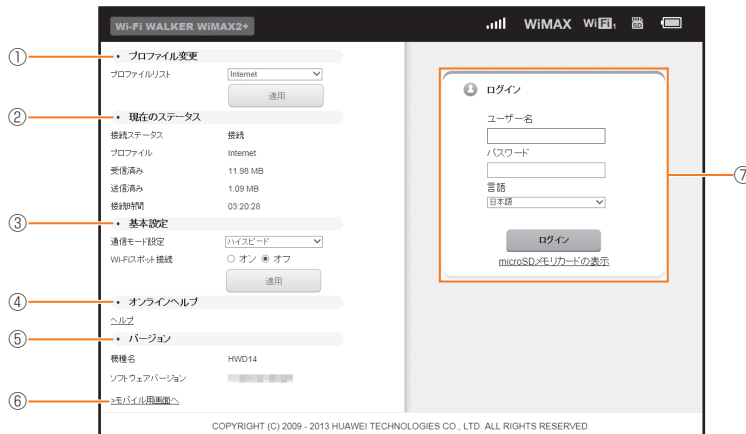 Wi-Fi WALKER WiMAX2+
WiMAX WiFi 1 SD
① ・ プロファイル変更
プロファイルリスト Internet
適用
② ・ 現在のステータス
接続ステータス 接続
プロファイル Internet
受信済み 11.98 MB
送信済み 1.09 MB
接続時間 03:20:28
③ ・ 基本設定
通信モード設定 ハイスピード
Wi-Fiスポット接続 オン オフ
適用
④ ・ オンラインヘルプ
ヘルプ
⑤ ・ バージョン
機種名 HWD14
ソフトウェアバージョン
⑥ >モバイル用画面へ
ログイン
ユーザー名
パスワード
言語
日本語
ログイン
microSDメモリカードの表示
⑦
COPYRIGHT (C) 2009 - 2013 HUAWEI TECHNOLOGIES CO., LTD. ALL RIGHTS RESERVED.